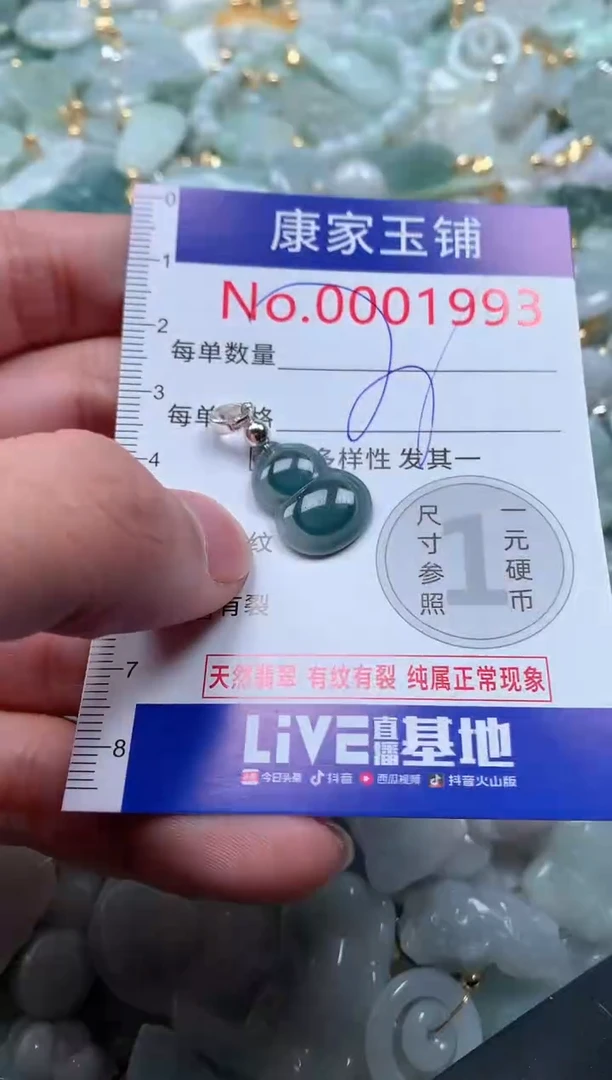 0
1
2
3
4
7
8
康家玉铺
No.0001993
每单数量
每单 格
多样性 发其一
纹
有裂
尺寸参照
1
一元硬币
天然翡翠 有纹有裂 纯属正常现象
LiVE直播基地
今日头条 抖音 西瓜视频 抖音火山版